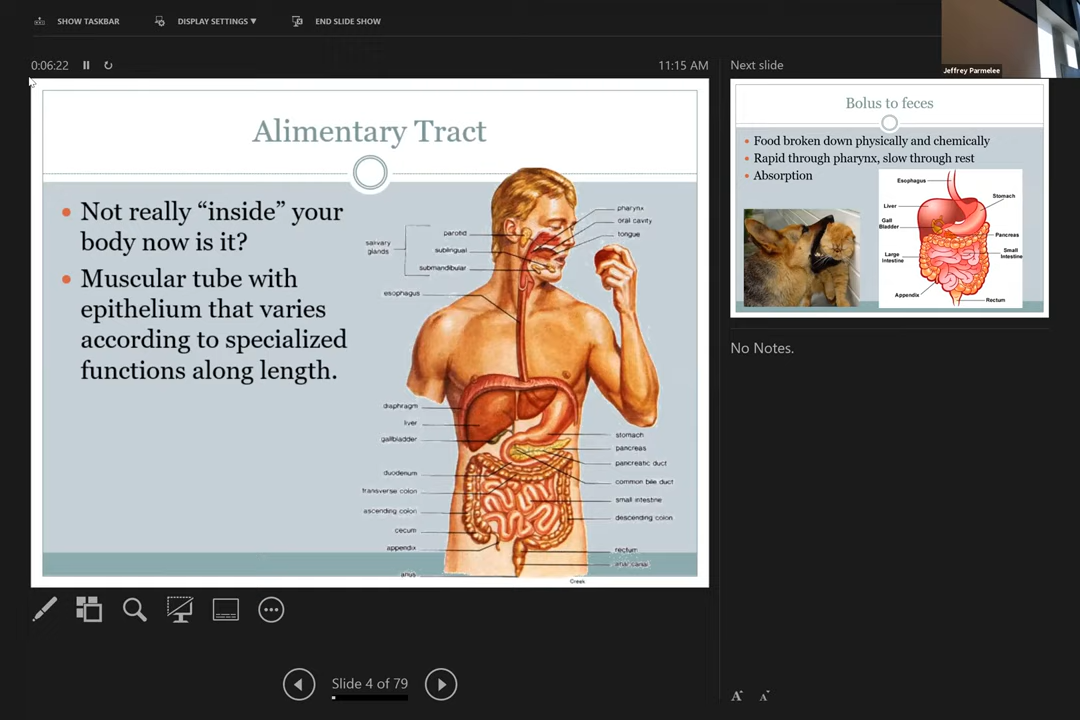 SHOW TASKBAR
DISPLAY SETTINGS ▼
END SLIDE SHOW
Jeffrey Parmelee
0:06:22
11:15 AM
Next slide
Alimentary Tract
Not really “inside” your
body now is it?
Muscular tube with
epithelium that varies
according to specialized
functions along length.
salivary
glands
parotid
sublingual
submandibular
esophagus
pharynx
oral cavity
tongue
diaphragm
liver
gallbladder
duodenum
transverse colon
ascending colon
cecum
appendix
anus
stomach
pancreas
pancreatic duct
common bile duct
small intestine
descending colon
rectum
anal canal
Creek
Bolus to feces
Food broken down physically and chemically
Rapid through pharynx, slow through rest
Absorption
Esophagus
Liver
Gall
Bladder
Large
Intestine
Appendix
Stomach
Pancreas
Small
Intestine
Rectum
No Notes.
Slide 4 of 79
A A